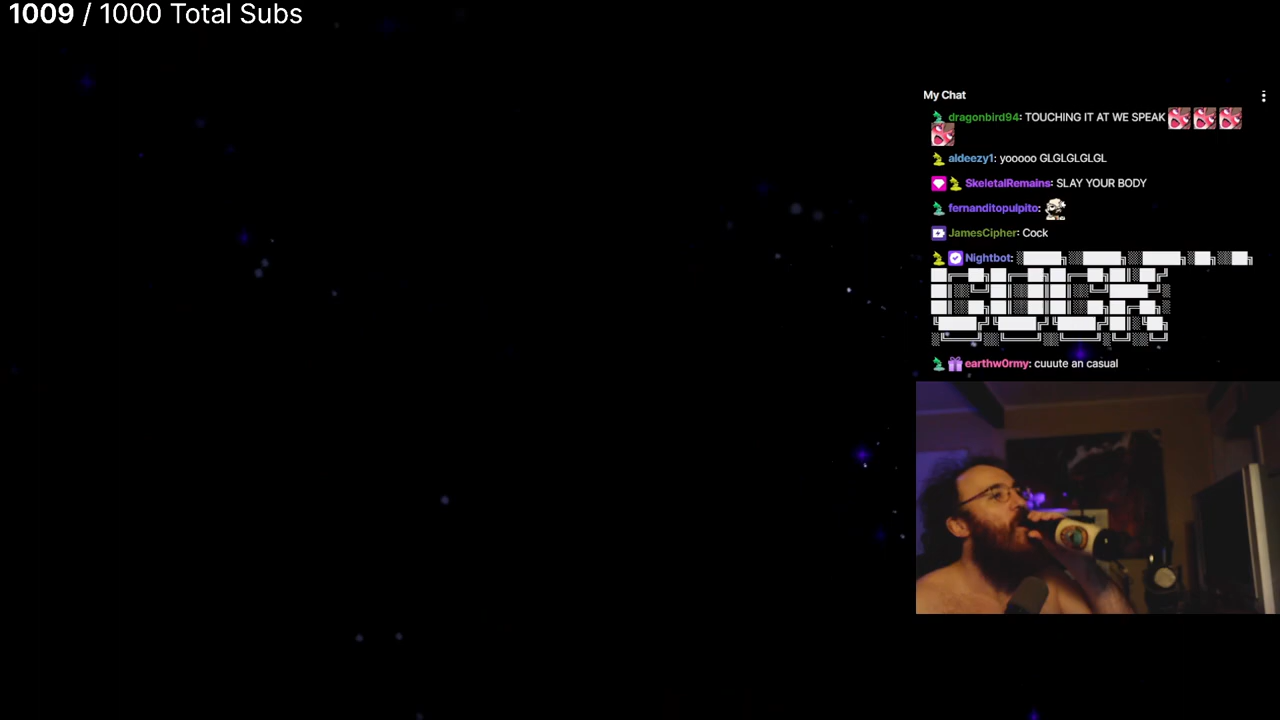 1009 / 1000 Total Subs
My Chat
dragonbird94: TOUCHING IT AT WE SPEAK
aldeezy1: yooooo GLGLGLGLGL
SkeletalRemains: SLAY YOUR BODY
fernanditopulpito:
JamesCipher: Cock
Nightbot: ░█████╗░░█████╗░░█████╗░██╗░░██╗
██╔══██╗██╔══██╗██╔══██╗██║░██╔╝
██║░░╚═╝██║░░██║██║░░╚═╝█████═╝░
██║░░██╗██║░░██║██║░░██╗██╔═██╗░
╚█████╔╝╚█████╔╝╚█████╔╝██║░╚██╗
░╚════╝░░╚════╝░░╚════╝░╚═╝░░╚═╝
earthw0rmy: cuuute an casual